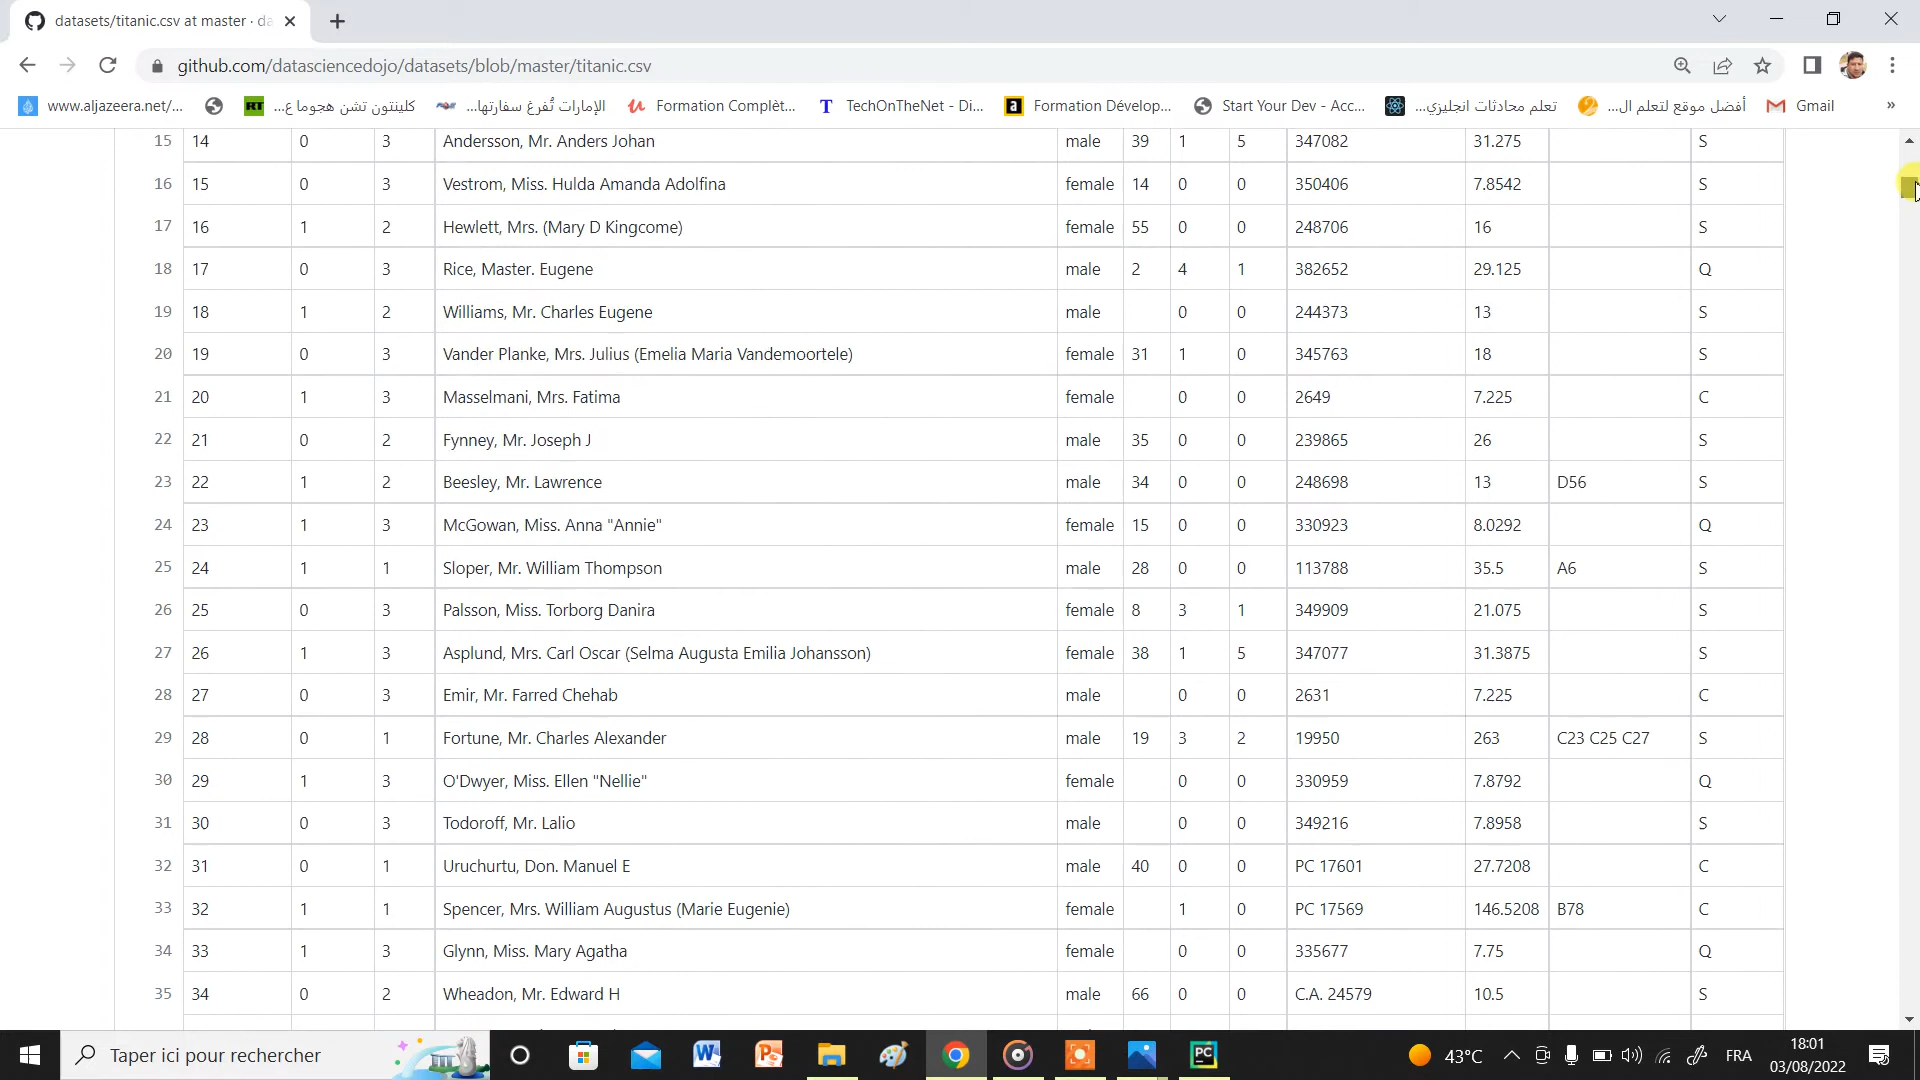 datasets/titanic.csv at master · da
github.com/datasciencedojo/datasets/blob/master/titanic.csv
www.aljazeera.net/... RT كلينتون تشن هجوما ع... الإمارات تُفرغ سفارتها... Formation Complèt... T TechOnTheNet - Di... a Formation Dévelop... Start Your Dev - Acc... تعلم محادثات انجليزي... أفضل موقع لتعلم ال... Gmail »
15 14 0 3 Andersson, Mr. Anders Johan male 39 1 5 347082 31.275 S
16 15 0 3 Vestrom, Miss. Hulda Amanda Adolfina female 14 0 0 350406 7.8542 S
17 16 1 2 Hewlett, Mrs. (Mary D Kingcome) female 55 0 0 248706 16 S
18 17 0 3 Rice, Master. Eugene male 2 4 1 382652 29.125 Q
19 18 1 2 Williams, Mr. Charles Eugene male 0 0 244373 13 S
20 19 0 3 Vander Planke, Mrs. Julius (Emelia Maria Vandemoortele) female 31 1 0 345763 18 S
21 20 1 3 Masselmani, Mrs. Fatima female 0 0 2649 7.225 C
22 21 0 2 Fynney, Mr. Joseph J male 35 0 0 239865 26 S
23 22 1 2 Beesley, Mr. Lawrence male 34 0 0 248698 13 D56 S
24 23 1 3 McGowan, Miss. Anna "Annie" female 15 0 0 330923 8.0292 Q
25 24 1 1 Sloper, Mr. William Thompson male 28 0 0 113788 35.5 A6 S
26 25 0 3 Palsson, Miss. Torborg Danira female 8 3 1 349909 21.075 S
27 26 1 3 Asplund, Mrs. Carl Oscar (Selma Augusta Emilia Johansson) female 38 1 5 347077 31.3875 S
28 27 0 3 Emir, Mr. Farred Chehab male 0 0 2631 7.225 C
29 28 0 1 Fortune, Mr. Charles Alexander male 19 3 2 19950 263 C23 C25 C27 S
30 29 1 3 O'Dwyer, Miss. Ellen "Nellie" female 0 0 330959 7.8792 Q
31 30 0 3 Todoroff, Mr. Lalio male 0 0 349216 7.8958 S
32 31 0 1 Uruchurtu, Don. Manuel E male 40 0 0 PC 17601 27.7208 C
33 32 1 1 Spencer, Mrs. William Augustus (Marie Eugenie) female 1 0 PC 17569 146.5208 B78 C
34 33 1 3 Glynn, Miss. Mary Agatha female 0 0 335677 7.75 Q
35 34 0 2 Wheadon, Mr. Edward H male 66 0 0 C.A. 24579 10.5 S
Taper ici pour rechercher W P PC 43°C FRA 18:01
03/08/2022